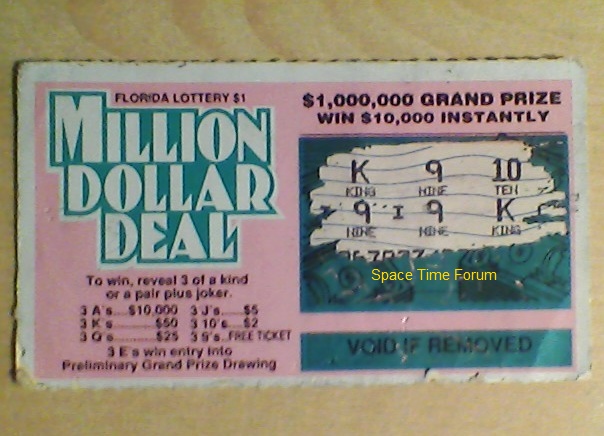 FLORIDA LOTTERY $1
MILLION
DOLLAR
DEAL
To win, reveal 3 of a kind
or a pair plus joker.
3 A's....$10,000 3 J's.....$5
3 K's..........$50 3 10's....$2
3 Q's..........$25 3 9's..FREE TICKET
3 E's win entry into
Preliminary Grand Prize Drawing
$1,000,000 GRAND PRIZE
WIN $10,000 INSTANTLY
K 9 10
KING NINE TEN
9 I 9 K
NINE NINE KING
Space Time Forum
VOID IF REMOVED